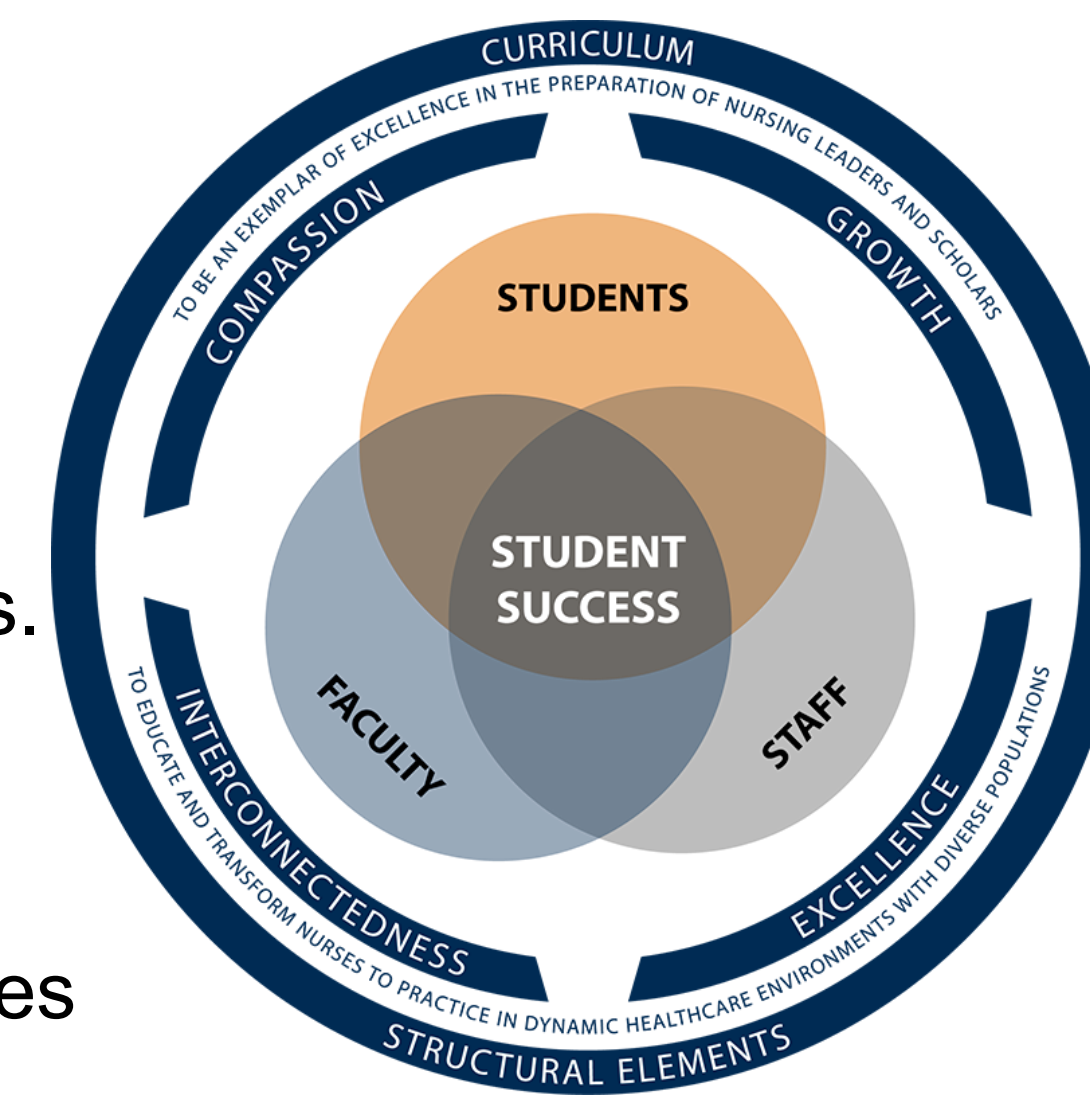 CURRICULUM
TO BE AN EXEMPLAR OF EXCELLENCE IN THE PREPARATION OF NURSING LEADERS AND SCHOLARS
COMPASSION
GROWTH
STUDENTS
STUDENT
SUCCESS
s.
FACULTY
STAFF
INTERCONNECTEDNESS
EXCELLENCE
es
TO EDUCATE AND TRANSFORM NURSES TO PRACTICE IN DYNAMIC HEALTHCARE ENVIRONMENTS WITH DIVERSE POPULATIONS
STRUCTURAL ELEMENTS